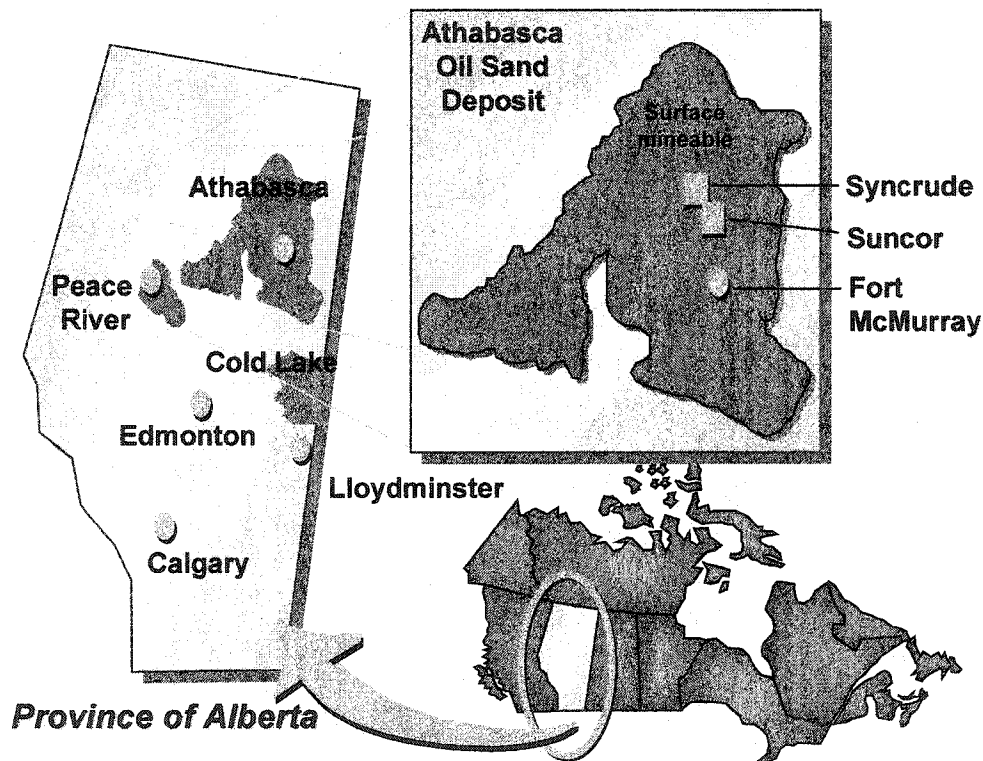 Athabasca
Oil Sand
Deposit
Surface
mineable
Syncrude
Suncor
Fort
McMurray
Athabasca
Peace
River
Cold Lake
Edmonton
Lloydminster
Calgary
Province of Alberta